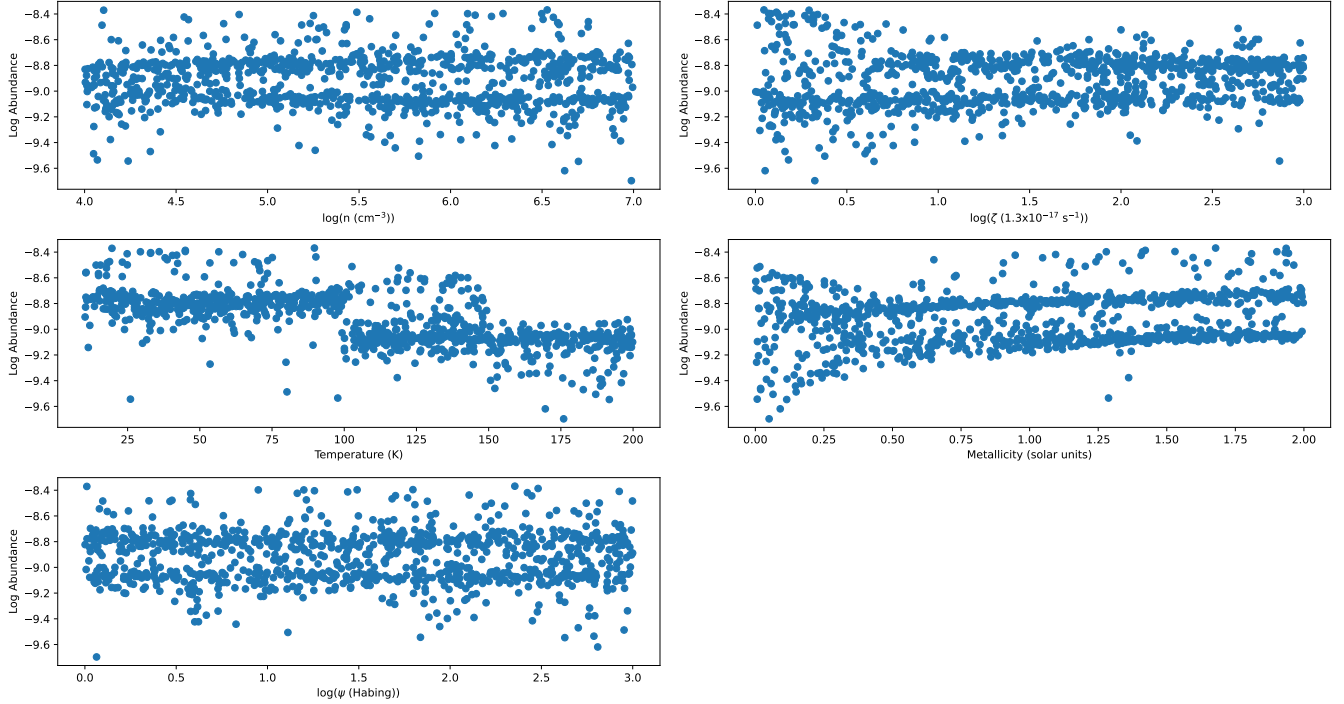 Log Abundance
−8.4
−8.6
−8.8
−9.0
−9.2
−9.4
−9.6
4.0 4.5 5.0 5.5 6.0 6.5 7.0
log(n (cm⁻³))
Log Abundance
−8.4
−8.6
−8.8
−9.0
−9.2
−9.4
−9.6
0.0 0.5 1.0 1.5 2.0 2.5 3.0
log(ζ (1.3x10⁻¹⁷ s⁻¹))
Log Abundance
−8.4
−8.6
−8.8
−9.0
−9.2
−9.4
−9.6
25 50 75 100 125 150 175 200
Temperature (K)
Log Abundance
−8.4
−8.6
−8.8
−9.0
−9.2
−9.4
−9.6
0.00 0.25 0.50 0.75 1.00 1.25 1.50 1.75 2.00
Metallicity (solar units)
Log Abundance
−8.4
−8.6
−8.8
−9.0
−9.2
−9.4
−9.6
0.0 0.5 1.0 1.5 2.0 2.5 3.0
log(ψ (Habing))